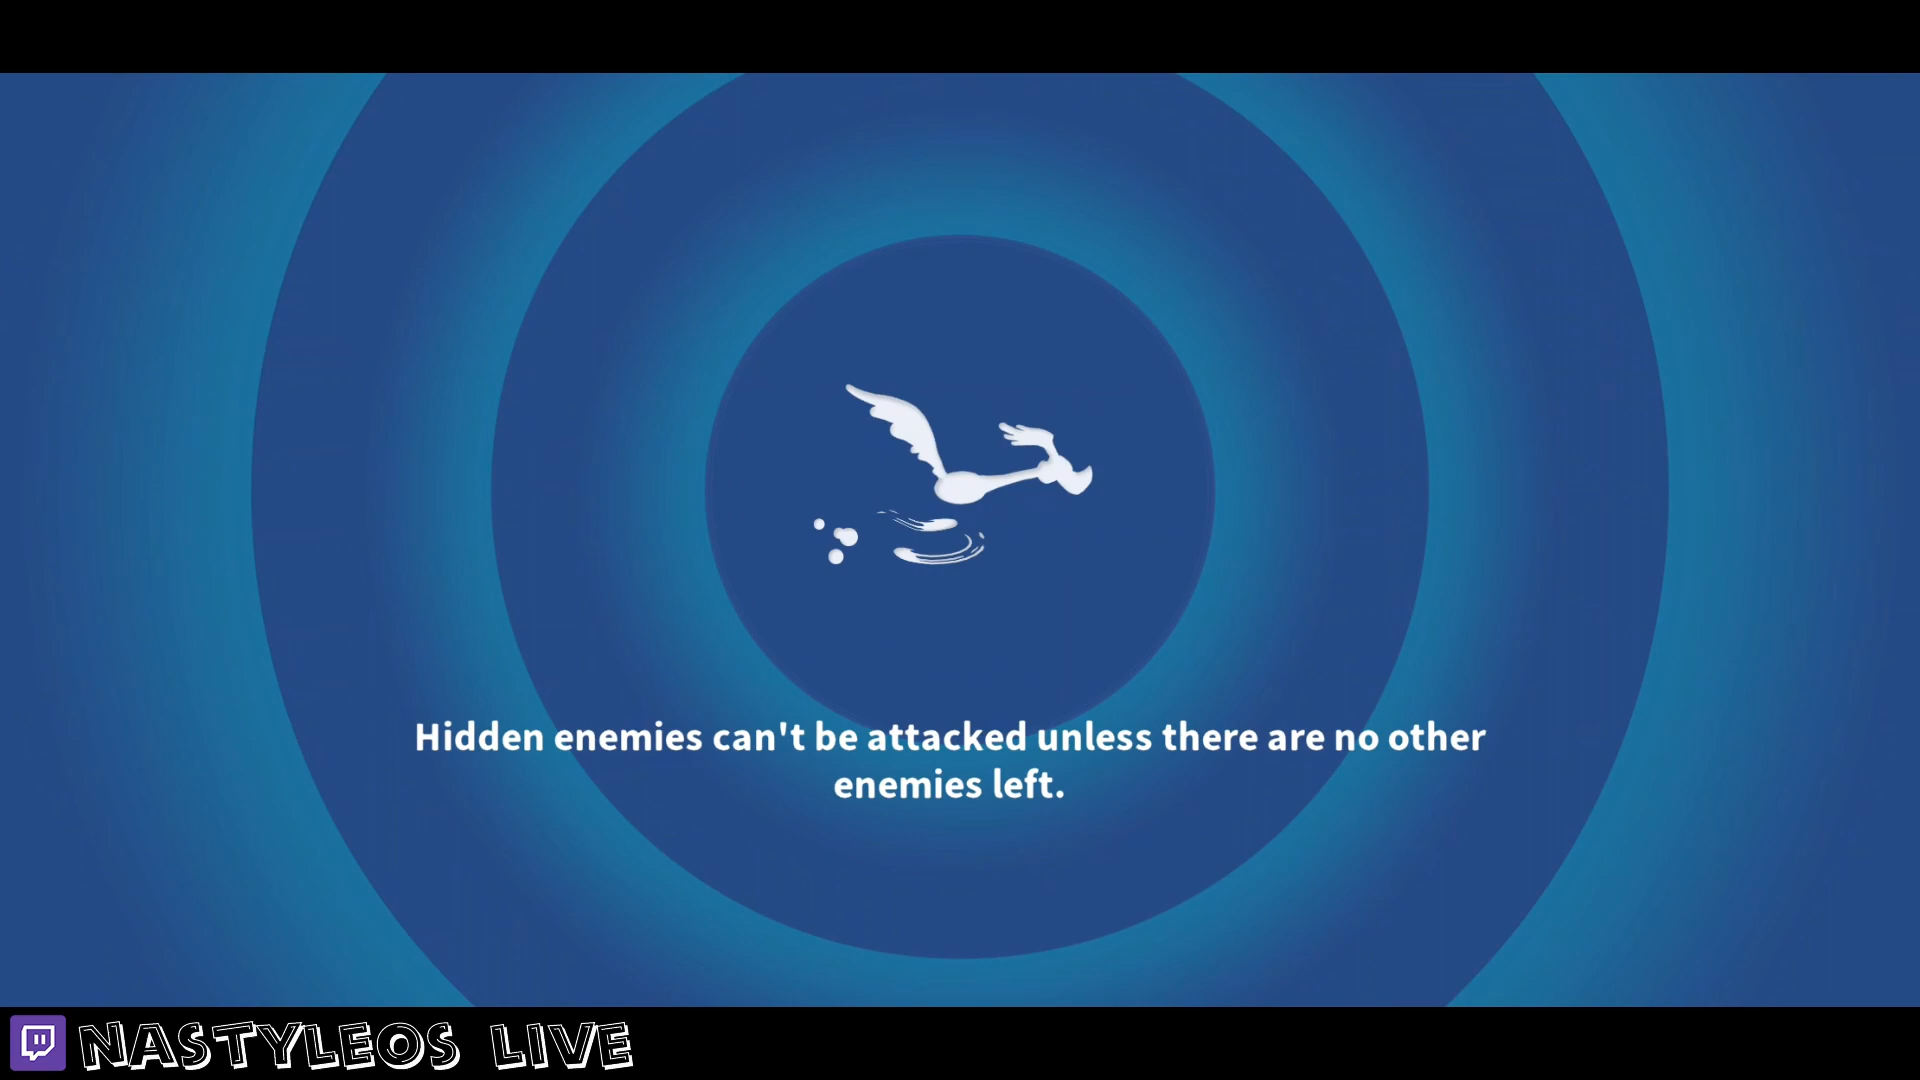 Hidden enemies can't be attacked unless there are no other
enemies left.
NASTYLEOS LIVE